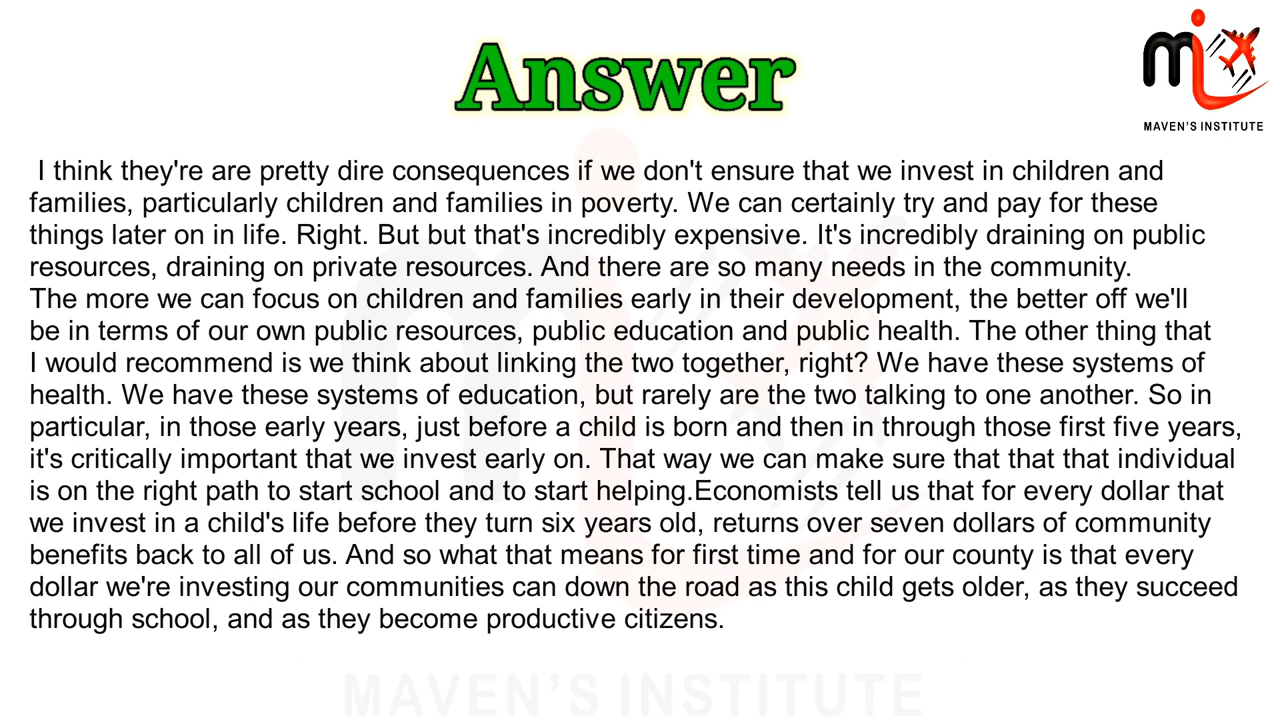 Answer
mi
MAVEN'S INSTITUTE
I think they're are pretty dire consequences if we don't ensure that we invest in children and
families, particularly children and families in poverty. We can certainly try and pay for these
things later on in life. Right. But but that's incredibly expensive. It's incredibly draining on public
resources, draining on private resources. And there are so many needs in the community.
The more we can focus on children and families early in their development, the better off we'll
be in terms of our own public resources, public education and public health. The other thing that
I would recommend is we think about linking the two together, right? We have these systems of
health. We have these systems of education, but rarely are the two talking to one another. So in
particular, in those early years, just before a child is born and then in through those first five years,
it's critically important that we invest early on. That way we can make sure that that that individual
is on the right path to start school and to start helping.Economists tell us that for every dollar that
we invest in a child's life before they turn six years old, returns over seven dollars of community
benefits back to all of us. And so what that means for first time and for our county is that every
dollar we're investing our communities can down the road as this child gets older, as they succeed
through school, and as they become productive citizens.
MAVEN'S INSTITUTE